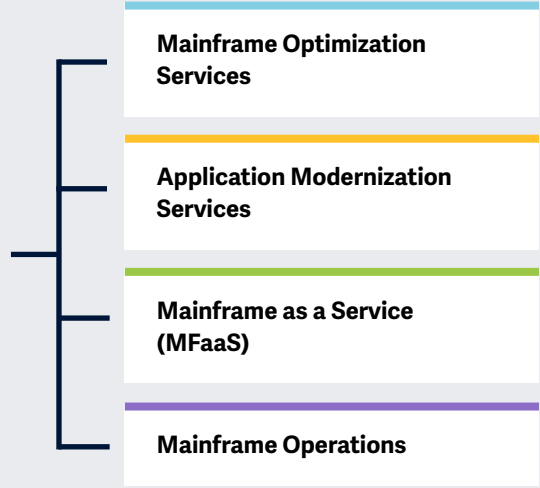 Mainframe Optimization
Services
Application Modernization
Services
Mainframe as a Service
(MFaaS)
Mainframe Operations